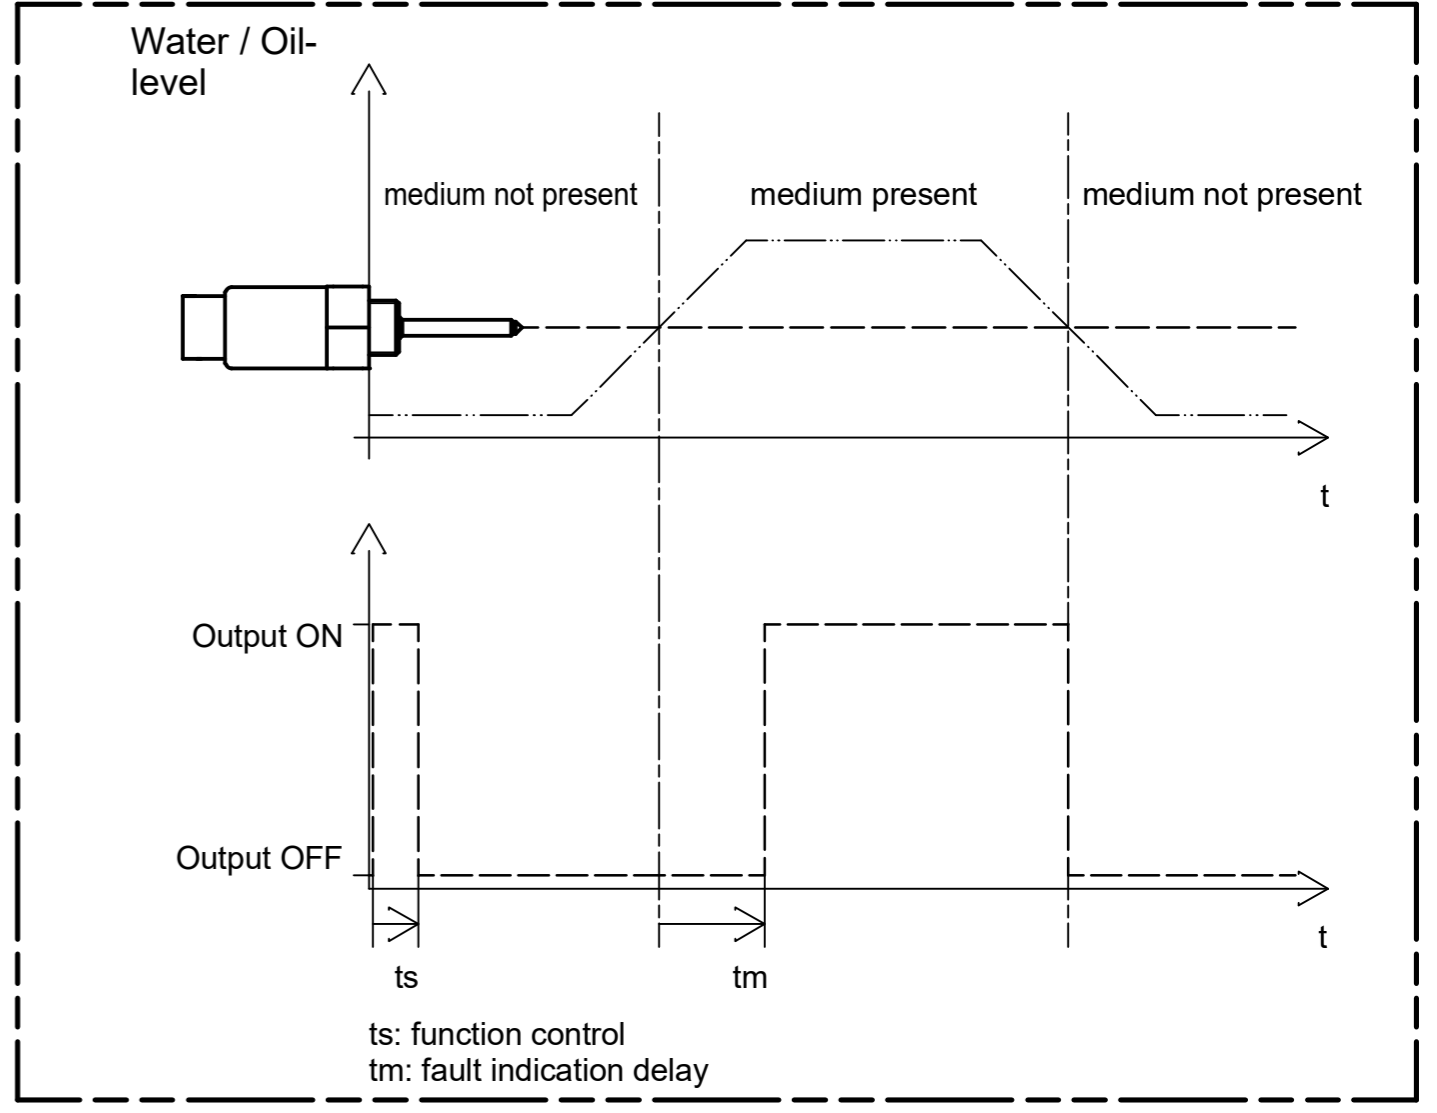 Water / Oil-
level
medium not present
medium present
medium not present
t
Output ON
Output OFF
t
ts
tm
ts: function control
tm: fault indication delay